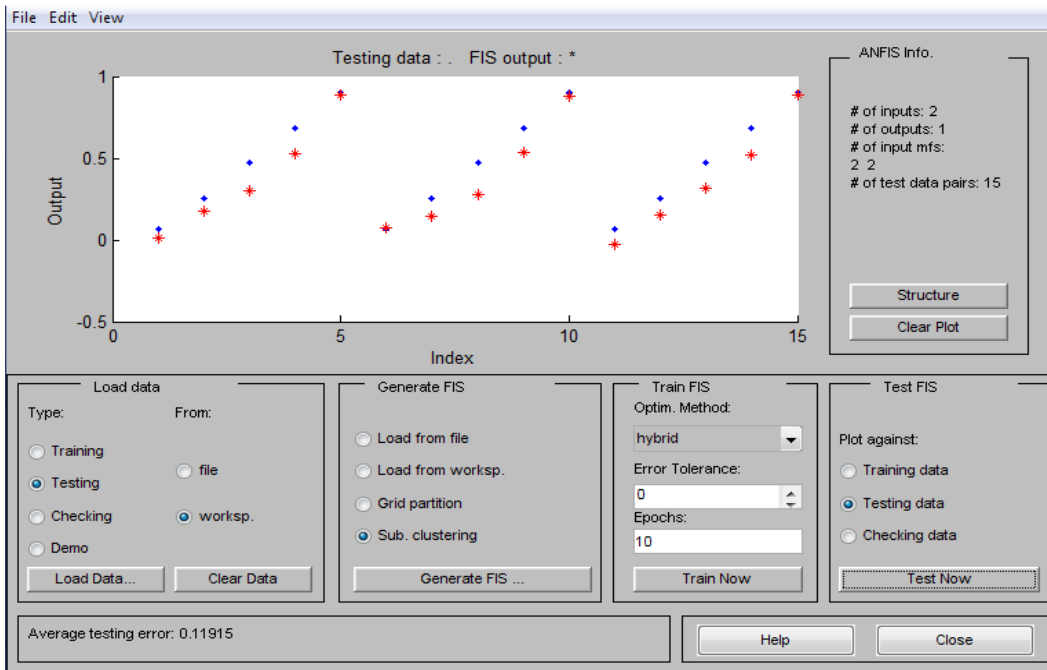 File Edit View
Testing data : . FIS output : *
1
0.5
0
-0.5
Output
0
5
10
15
Index
ANFIS Info.
# of inputs: 2
# of outputs: 1
# of input mfs:
2 2
# of test data pairs: 15
Structure
Clear Plot
Load data
Type:
From:
Training
Testing
Checking
Demo
file
worksp.
Load Data...
Clear Data
Generate FIS
Load from file
Load from worksp.
Grid partition
Sub. clustering
Generate FIS ...
Train FIS
Optim. Method:
hybrid
Error Tolerance:
0
Epochs:
10
Train Now
Test FIS
Plot against:
Training data
Testing data
Checking data
Test Now
Average testing error: 0.11915
Help
Close